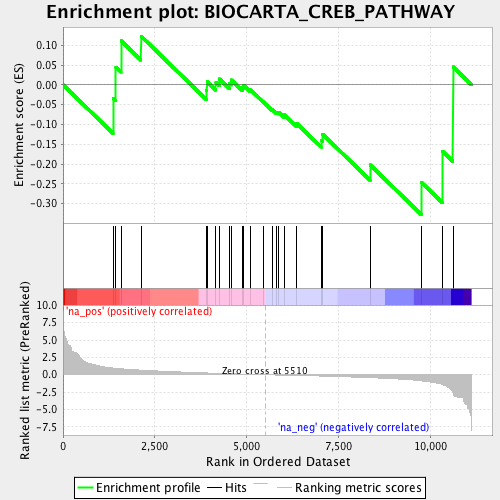 Enrichment plot: BIOCARTA_CREB_PATHWAY
Enrichment score (ES)
0.10
0.05
0.00
-0.05
-0.10
-0.15
-0.20
-0.25
-0.30
Ranked list metric (PreRanked)
10.0
7.5
5.0
2.5
0.0
-2.5
-5.0
-7.5
'na_pos' (positively correlated)
Zero cross at 5510
'na_neg' (negatively correlated)
0
2,500
5,000
7,500
10,000
Rank in Ordered Dataset
Enrichment profile
Hits
Ranking metric scores